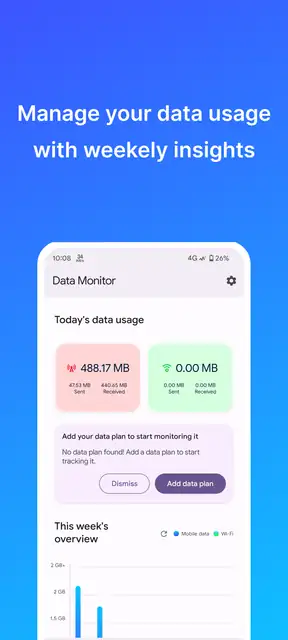 Manage your data usage
with weekely insights
10:08
4G 26%
Data Monitor
Today's data usage
488.17 MB
47.53 MB 440.65 MB
Sent Received
0.00 MB
0.00 MB 0.00 MB
Sent Received
Add your data plan to start monitoring it
No data plan found! Add a data plan to start
tracking it.
Dismiss Add data plan
This week's
overview
Mobile data Wi-Fi
2 GB+
2 GB
1.5 GB